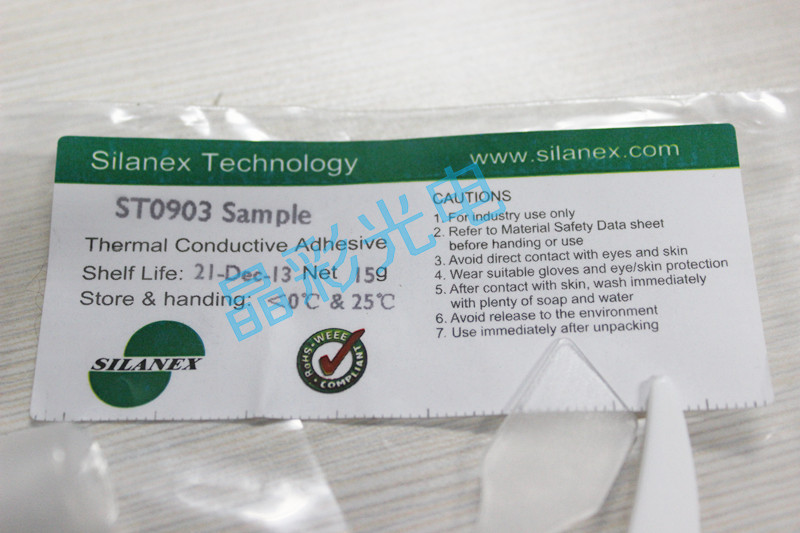 Silanex Technology
www.silanex.com
ST0903 Sample
Thermal Conductive Adhesive
Shelf Life: 21-Dec-13 Net 15g
Store & handing: <0℃ & 25℃
SILANEX
RoHS · WEEE
COMPLIANT
CAUTIONS
1. For Industry use only
2. Refer to Material Safety Data sheet
before handing or use
3. Avoid direct contact with eyes and skin
4. Wear suitable gloves and eye/skin protection
5. After contact with skin, wash immediately
with plenty of soap and water
6. Avoid release to the environment
7. Use immediately after unpacking
晶彩光电